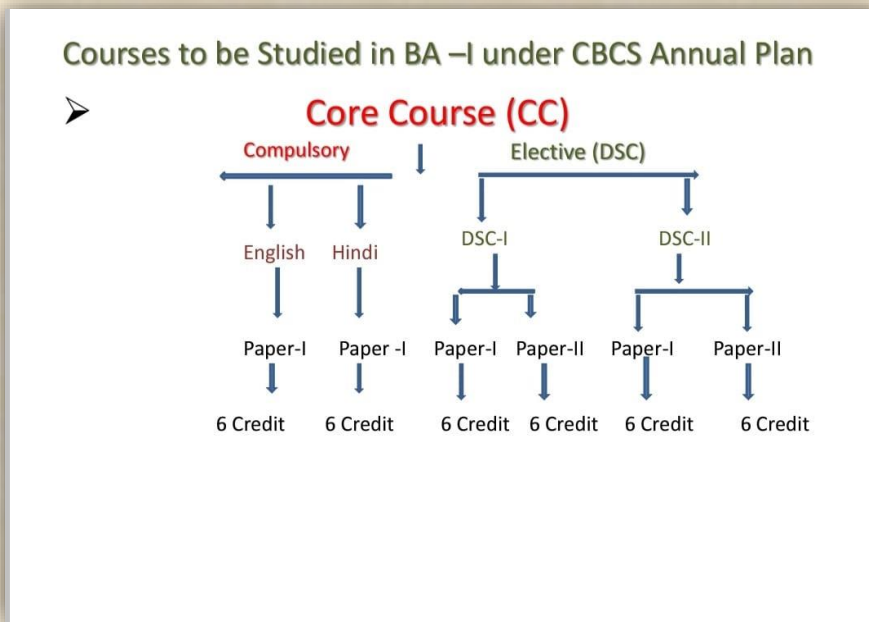 Courses to be Studied in BA –I under CBCS Annual Plan
Core Course (CC)
Compulsory Elective (DSC)
English Hindi DSC-I DSC-II
Paper-I Paper -I Paper-I Paper-II Paper-I Paper-II
6 Credit 6 Credit 6 Credit 6 Credit 6 Credit 6 Credit